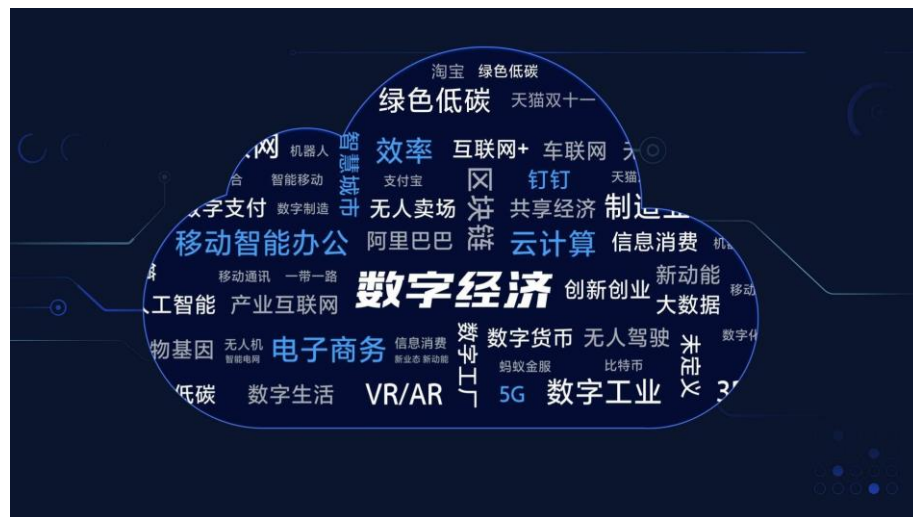 淘宝 绿色低碳
绿色低碳 天猫双十一
网 机器人 智慧城市 效率 互联网+ 车联网
合 智能移动 支付宝 区块链 钉钉 天猫
字支付 数字制造 无人卖场 共享经济 制造业
移动智能办公 阿里巴巴 云计算 信息消费 机
移动通讯 一带一路 数字经济 创新创业 新动能 移动
工智能 产业互联网 大数据
物基因 无人机 电子商务 信息消费 数字工厂 数字货币 无人驾驶 未定义 数字化
智能电网 新业态 新动能 蚂蚁金服 比特币
低碳 数字生活 VR/AR 5G 数字工业